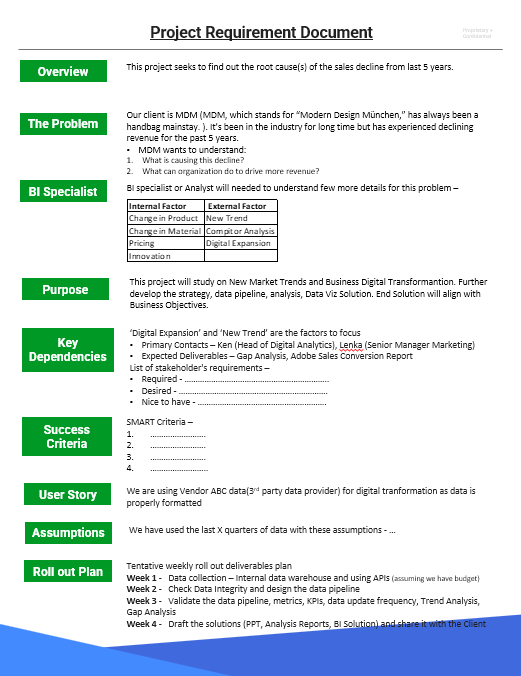 Project Requirement Document
Proprietary +
Confidential
Overview
This project seeks to find out the root cause(s) of the sales decline from last 5 years.
The Problem
Our client is MDM (MDM, which stands for "Modern Design München," has always been a
handbag mainstay. ). It's been in the industry for long time but has experienced declining
revenue for the past 5 years.
• MDM wants to understand:
1. What is causing this decline?
2. What can organization do to drive more revenue?
BI Specialist
BI specialist or Analyst will needed to understand few more details for this problem –
Internal Factor External Factor
Change in Product New Trend
Change in Material Compitor Analysis
Pricing Digital Expansion
Innovation
Purpose
This project will study on New Market Trends and Business Digital Transformantion. Further
develop the strategy, data pipeline, analysis, Data Viz Solution. End Solution will align with
Business Objectives.
Key
Dependencies
'Digital Expansion' and 'New Trend' are the factors to focus
• Primary Contacts – Ken (Head of Digital Analytics), Lenka (Senior Manager Marketing)
• Expected Deliverables – Gap Analysis, Adobe Sales Conversion Report
List of stakeholder's requirements –
• Required - ..........................................................
• Desired - ............................................................
• Nice to have - ....................................................
Success
Criteria
SMART Criteria –
1. .......................
2. .......................
3. .......................
4. ........................
User Story
We are using Vendor ABC data(3rd party data provider) for digital tranformation as data is
properly formatted
Assumptions
We have used the last X quarters of data with these assumptions - ...
Roll out Plan
Tentative weekly roll out deliverables plan
Week 1 - Data collection – Internal data warehouse and using APIs (assuming we have budget)
Week 2 - Check Data Integrity and design the data pipeline
Week 3 - Validate the data pipeline, metrics, KPIs, data update frequency, Trend Analysis,
Gap Analysis
Week 4 - Draft the solutions (PPT, Analysis Reports, BI Solution) and share it with the Client